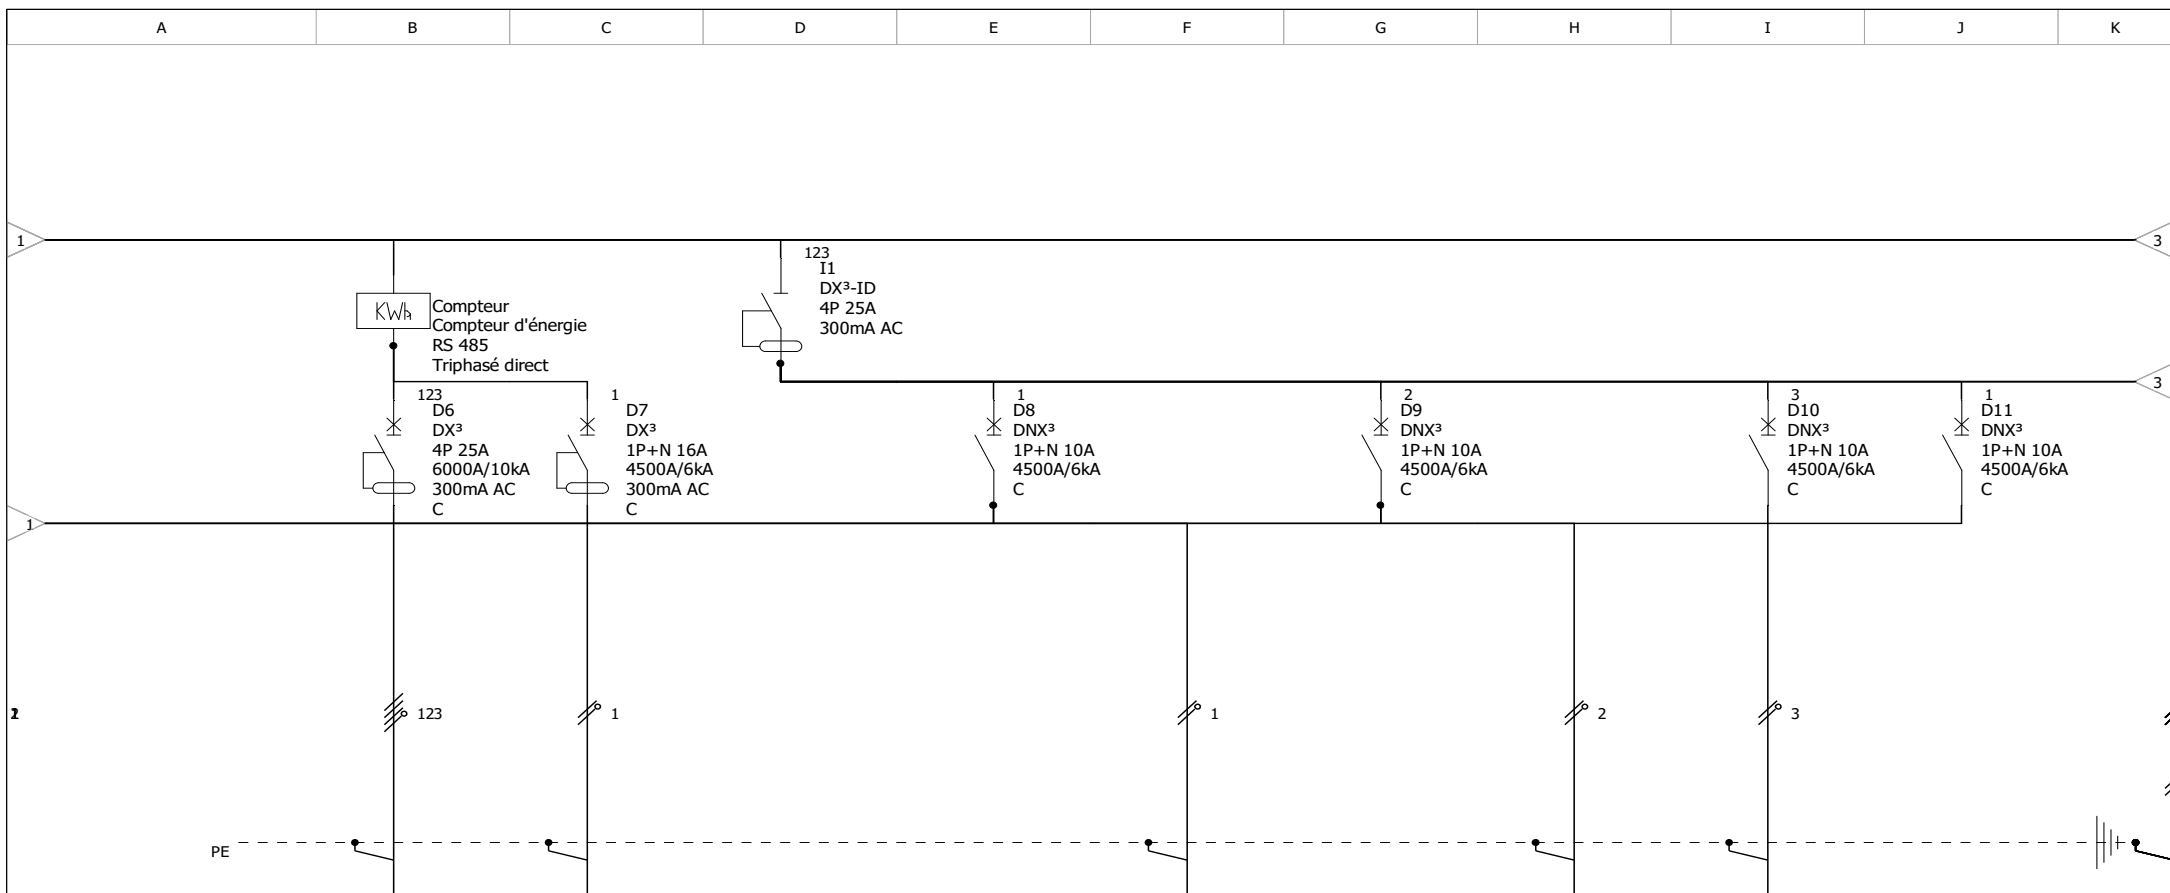 A B C D E F G H I J K
1
3
123
I1
DX³-ID
4P 25A
300mA AC
KWh
Compteur
Compteur d'énergie
RS 485
Triphasé direct
3
123
D6
DX³
4P 25A
6000A/10kA
300mA AC
C
1
D7
DX³
1P+N 16A
4500A/6kA
300mA AC
C
1
D8
DNX³
1P+N 10A
4500A/6kA
C
2
D9
DNX³
1P+N 10A
4500A/6kA
C
3
D10
DNX³
1P+N 10A
4500A/6kA
C
1
D11
DNX³
1P+N 10A
4500A/6kA
C
1
123
1
1
2
3
PE